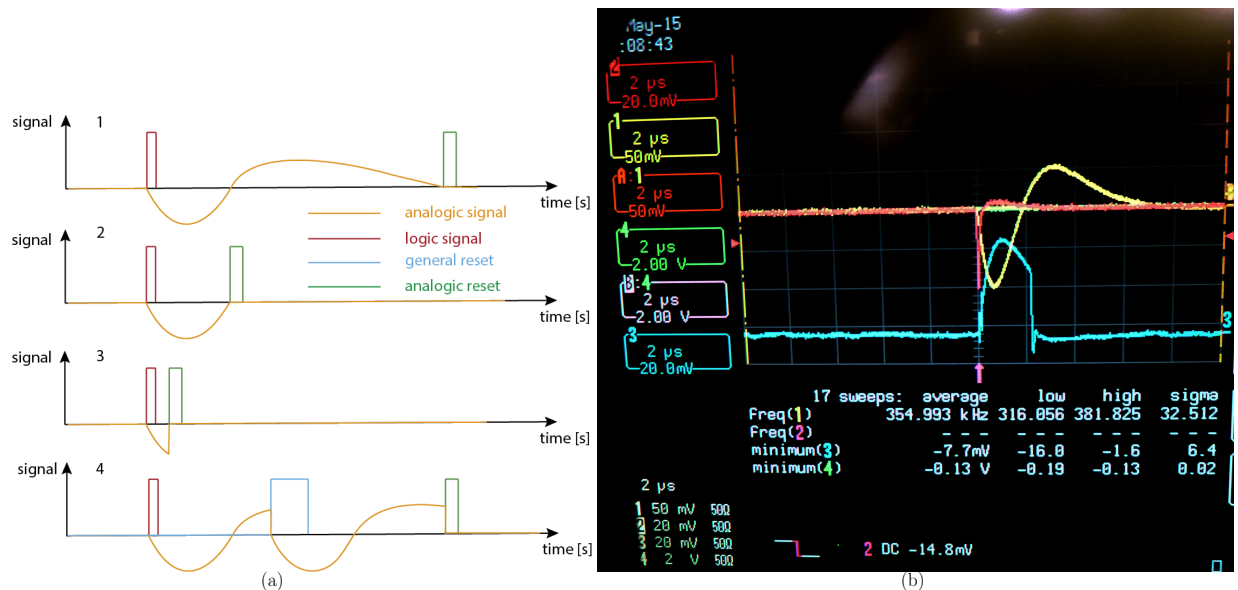 signal 1
time [s]
signal 2
analogic signal
logic signal
general reset
analogic reset
time [s]
signal 3
time [s]
signal 4
time [s]
(a)
May-15
:08:43
2
2 µs
20.0mV
1
2 µs
50mV
A:1
2 µs
50mV
4
2 µs
2.00 V
B:4
2 µs
2.00 V
3
2 µs
20.0mV
3
17 sweeps: average low high sigma
freq(1) 354.993 kHz 316.056 381.825 32.512
freq(2) - - - - - - - - - - - -
minimum(3) -7.7mV -16.0 -1.6 6.4
minimum(4) -0.13 V -0.19 -0.13 0.02
2 µs
1 50 mV 50Ω
2 20 mV 50Ω
3 20 mV 50Ω
4 2 V 50Ω
2 DC -14.8mV
(b)